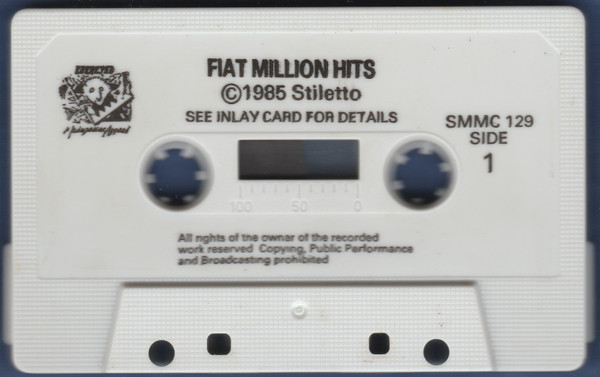 FIAT MILLION HITS
©1985 Stiletto
SEE INLAY CARD FOR DETAILS
SMMC 129
SIDE
1
100 50 0
All rights of the owner of the recorded
work reserved Copying, Public Performance
and Broadcasting prohibited